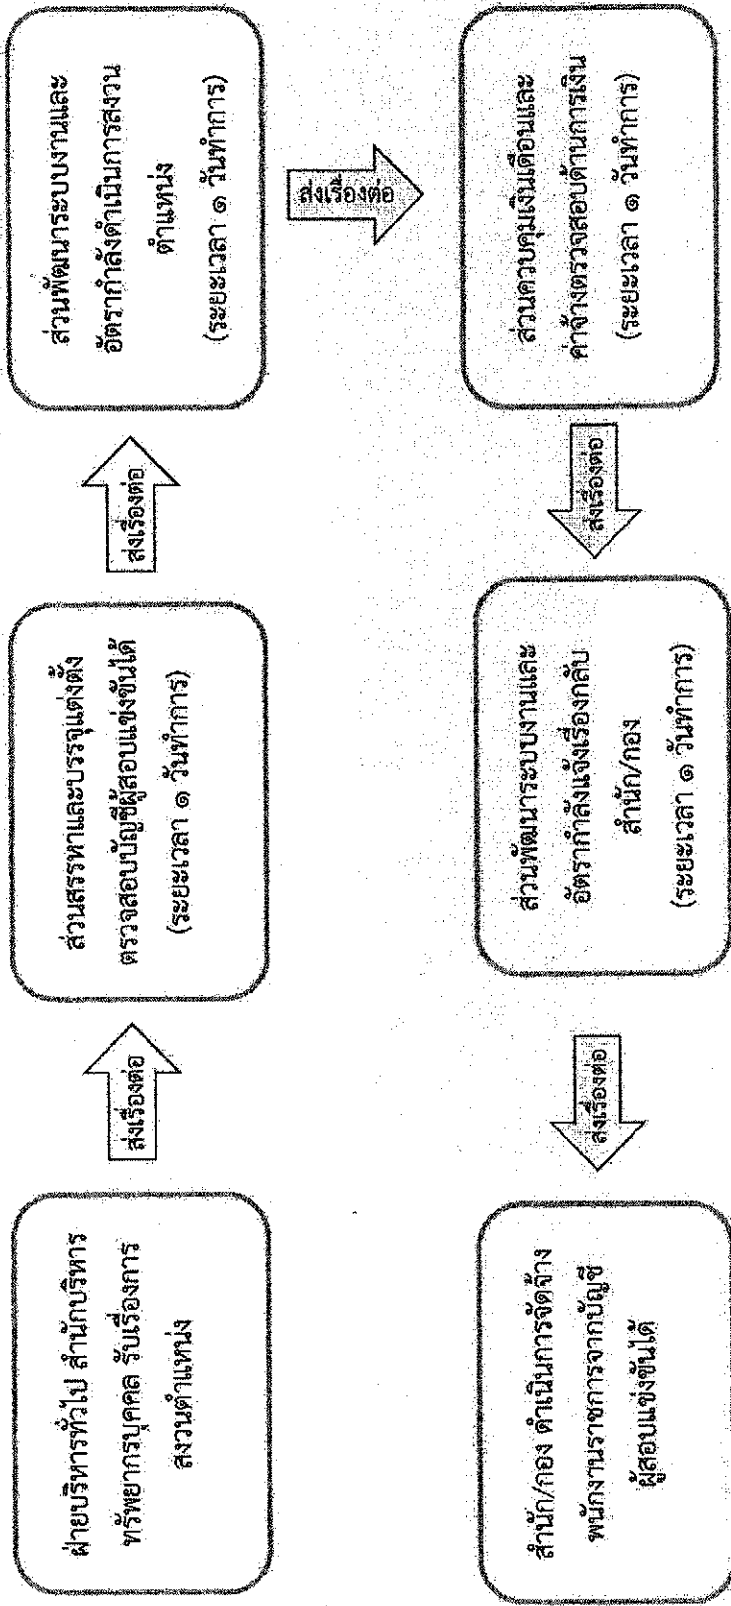 ฝ่ายบริหารทั่วไป สำนักบริหาร
ทรัพยากรบุคคล รับเรื่องการ
สงวนตำแหน่ง
ส่งเรื่องต่อ
ส่วนสรรหาและบรรจุแต่งตั้ง
ตรวจสอบบัญชีผู้สอบแข่งขันได้
(ระยะเวลา ๑ วันทำการ)
ส่งเรื่องต่อ
ส่วนพัฒนาระบบงานและ
อัตรากำลังดำเนินการสงวน
ตำแหน่ง
(ระยะเวลา ๑ วันทำการ)
ส่งเรื่องต่อ
ส่วนควบคุมเงินเดือนและ
ค่าจ้างตรวจสอบด้านการเงิน
(ระยะเวลา ๑ วันทำการ)
ส่งเรื่องต่อ
ส่วนพัฒนาระบบงานและ
อัตรากำลังแจ้งเรื่องกลับ
สำนัก/กอง
(ระยะเวลา ๑ วันทำการ)
ส่งเรื่องต่อ
สำนัก/กอง ดำเนินการจัดจ้าง
พนักงานราชการจากบัญชี
ผู้สอบแข่งขันได้